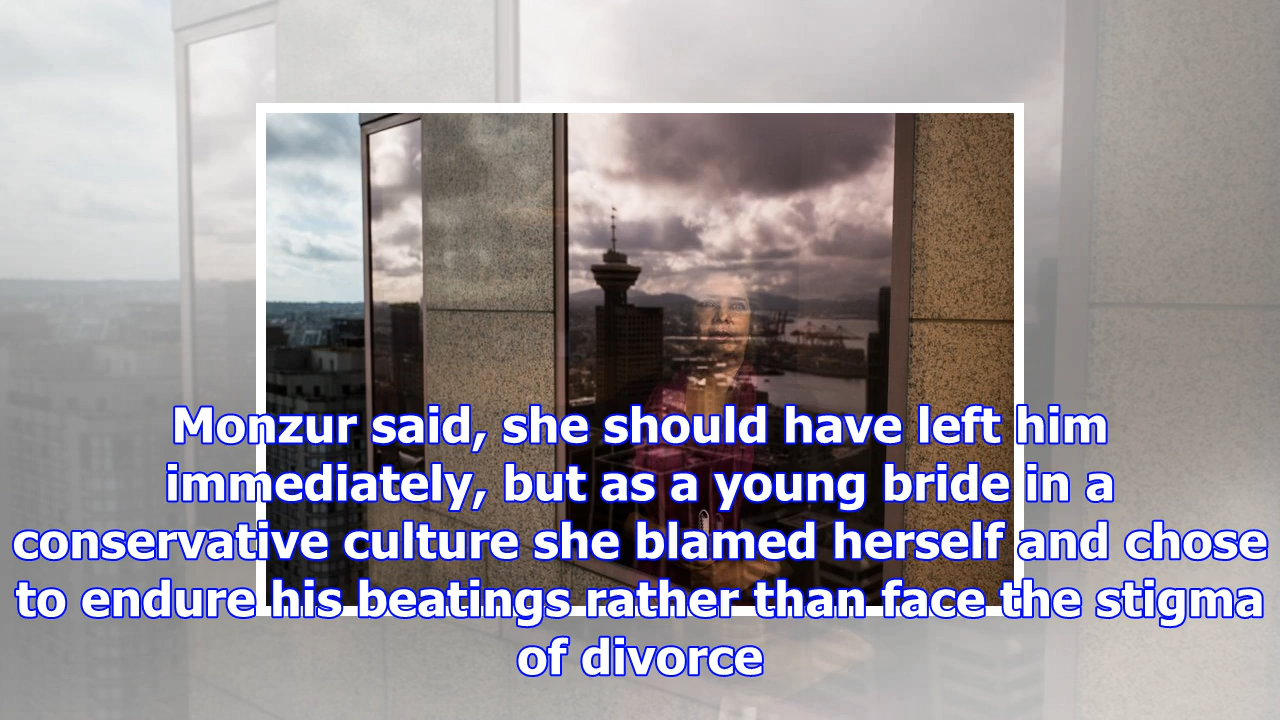 Monzur said, she should have left him
immediately, but as a young bride in a
conservative culture she blamed herself and chose
to endure his beatings rather than face the stigma
of divorce